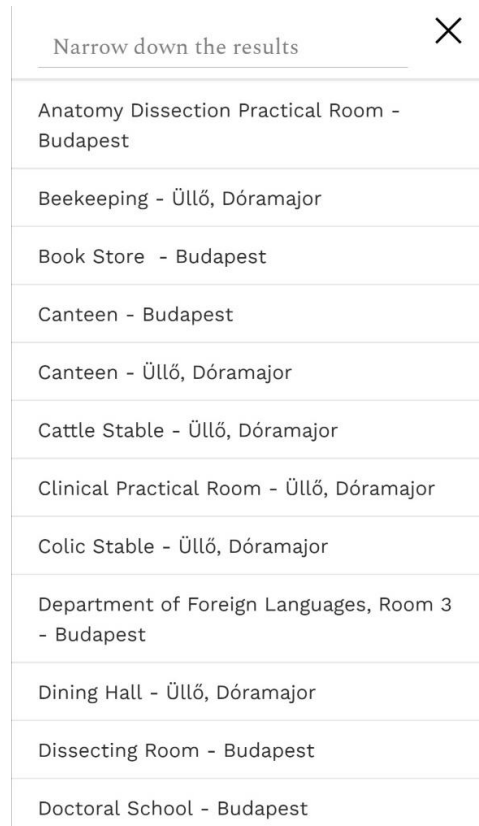 Narrow down the results
Anatomy Dissection Practical Room -
Budapest
Beekeeping - Üllő, Dóramajor
Book Store  - Budapest
Canteen - Budapest
Canteen - Üllő, Dóramajor
Cattle Stable - Üllő, Dóramajor
Clinical Practical Room - Üllő, Dóramajor
Colic Stable - Üllő, Dóramajor
Department of Foreign Languages, Room 3
- Budapest
Dining Hall - Üllő, Dóramajor
Dissecting Room - Budapest
Doctoral School - Budapest